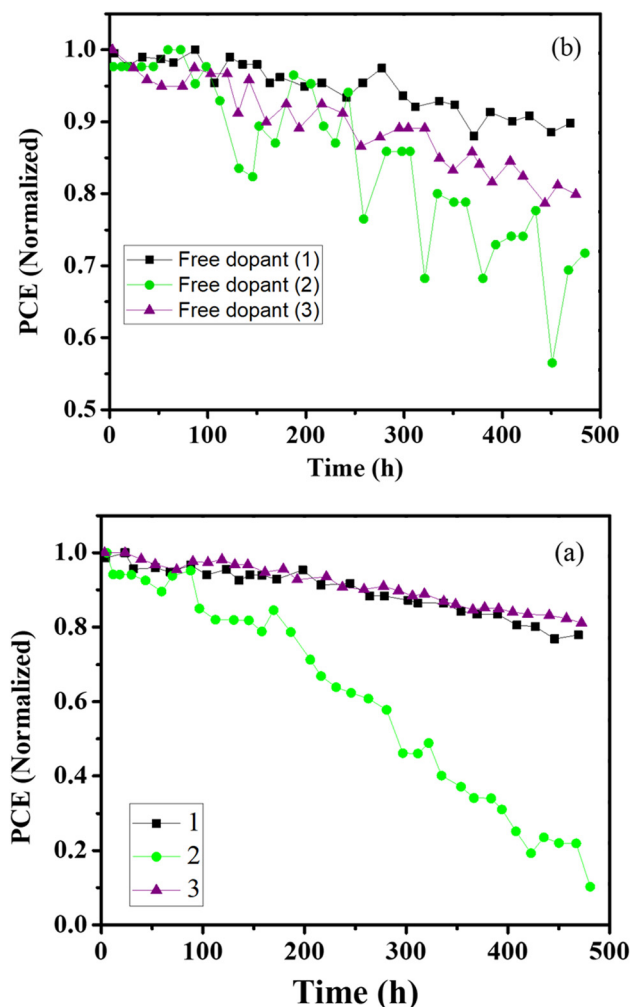 (b)
1.0
0.9
0.8
0.7
0.6
0.5
PCE (Normalized)
Free dopant (1)
Free dopant (2)
Free dopant (3)
0 100 200 300 400 500
Time (h)
(a)
1.0
0.8
0.6
0.4
0.2
0.0
PCE (Normalized)
1
2
3
0 100 200 300 400 500
Time (h)